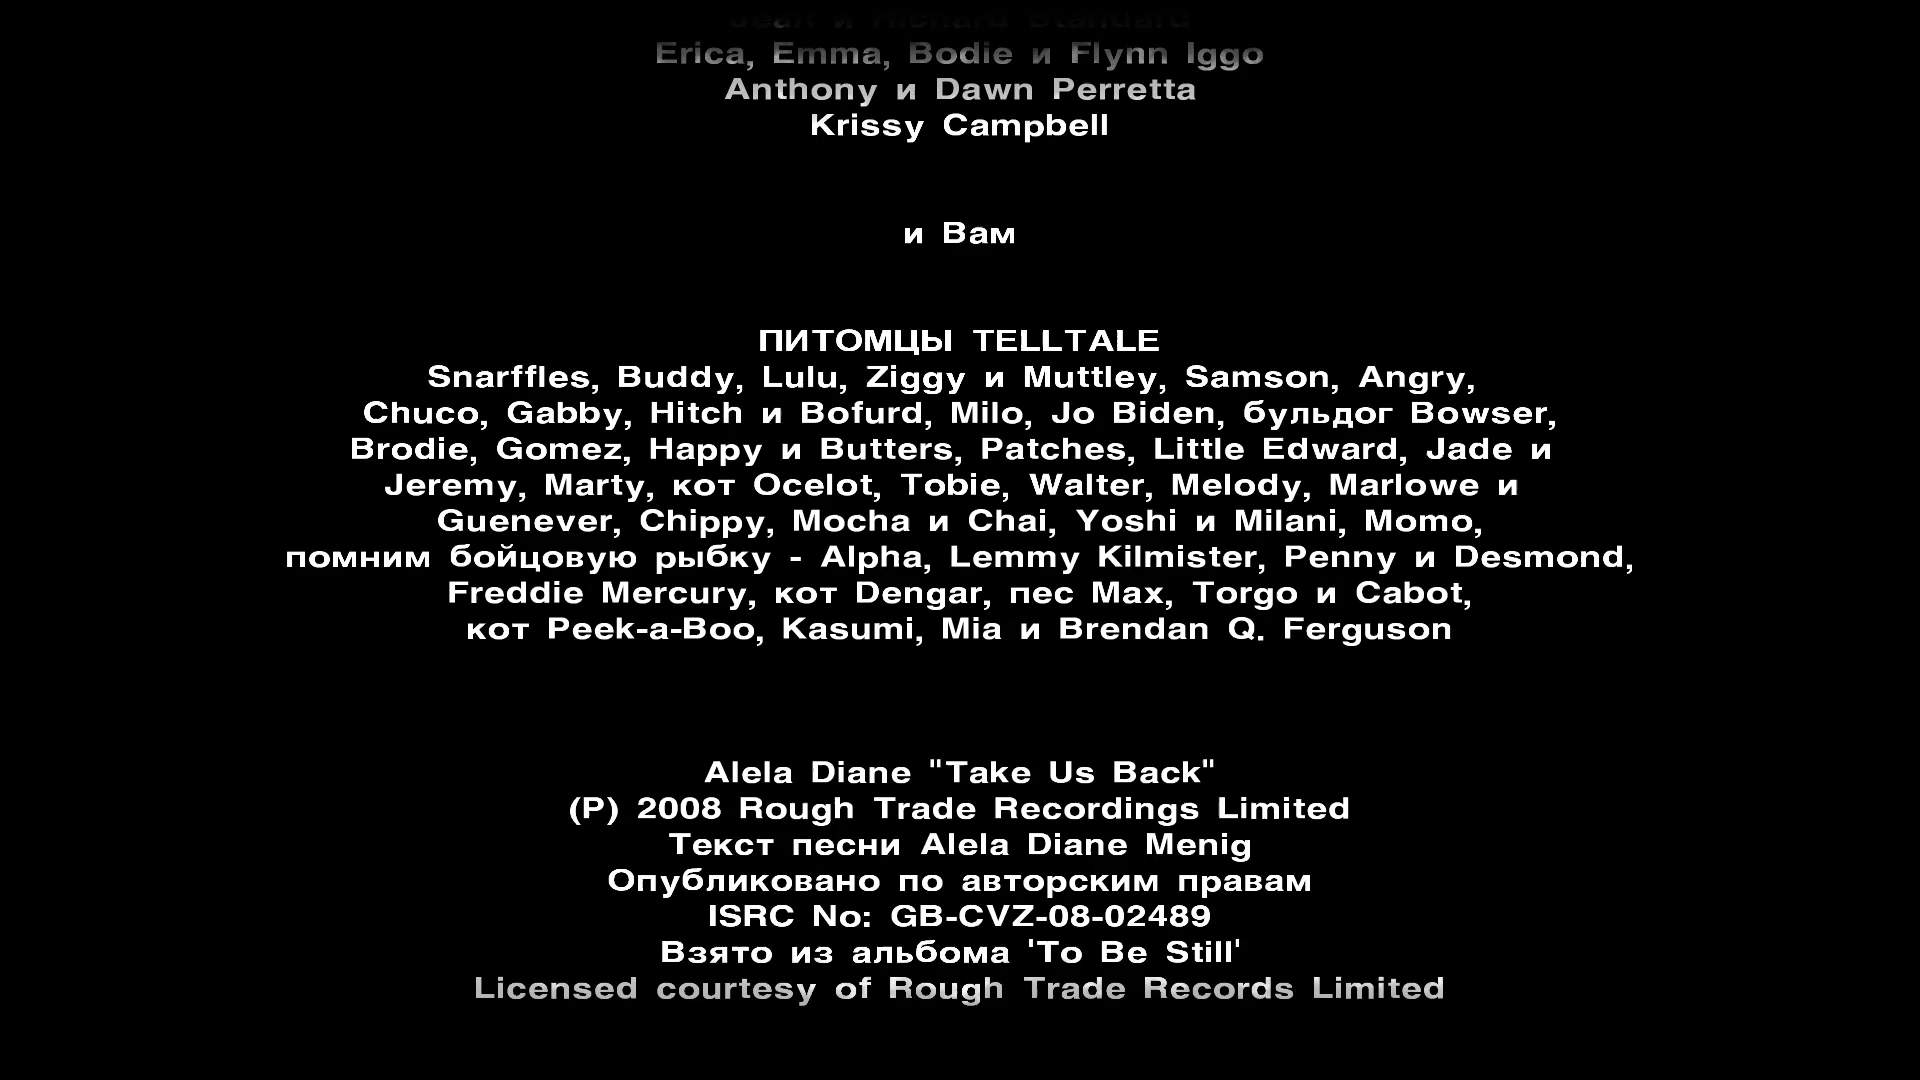 Jean и Richard Standard
Erica, Emma, Bodie и Flynn Iggo
Anthony и Dawn Perretta
Krissy Campbell
и Вам
ПИТОМЦЫ TELLTALE
Snarffles, Buddy, Lulu, Ziggy и Muttley, Samson, Angry,
Chuco, Gabby, Hitch и Bofurd, Milo, Jo Biden, бульдог Bowser,
Brodie, Gomez, Happy и Butters, Patches, Little Edward, Jade и
Jeremy, Marty, кот Ocelot, Tobie, Walter, Melody, Marlowe и
Guenever, Chippy, Mocha и Chai, Yoshi и Milani, Momo,
помним бойцовую рыбку - Alpha, Lemmy Kilmister, Penny и Desmond,
Freddie Mercury, кот Dengar, пес Max, Torgo и Cabot,
кот Peek-a-Boo, Kasumi, Mia и Brendan Q. Ferguson
Alela Diane "Take Us Back"
(P) 2008 Rough Trade Recordings Limited
Текст песни Alela Diane Menig
Опубликовано по авторским правам
ISRC No: GB-CVZ-08-02489
Взято из альбома 'To Be Still'
Licensed courtesy of Rough Trade Records Limited